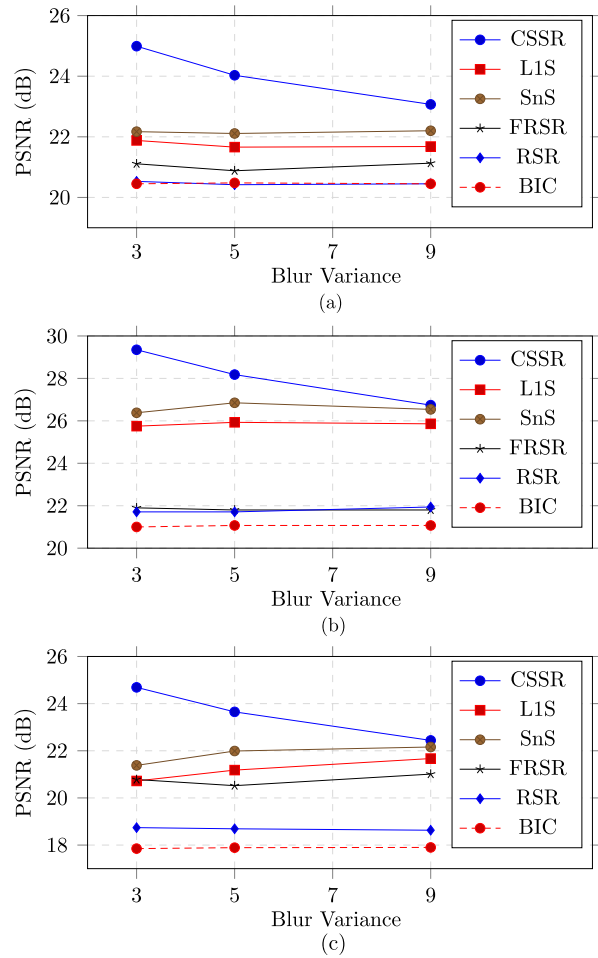 26
24
22
20
PSNR (dB)
3 5 7 9
Blur Variance
CSSR
L1S
SnS
FRSR
RSR
BIC
(a)
30
28
26
24
22
20
PSNR (dB)
3 5 7 9
Blur Variance
CSSR
L1S
SnS
FRSR
RSR
BIC
(b)
26
24
22
20
18
PSNR (dB)
3 5 7 9
Blur Variance
CSSR
L1S
SnS
FRSR
RSR
BIC
(c)